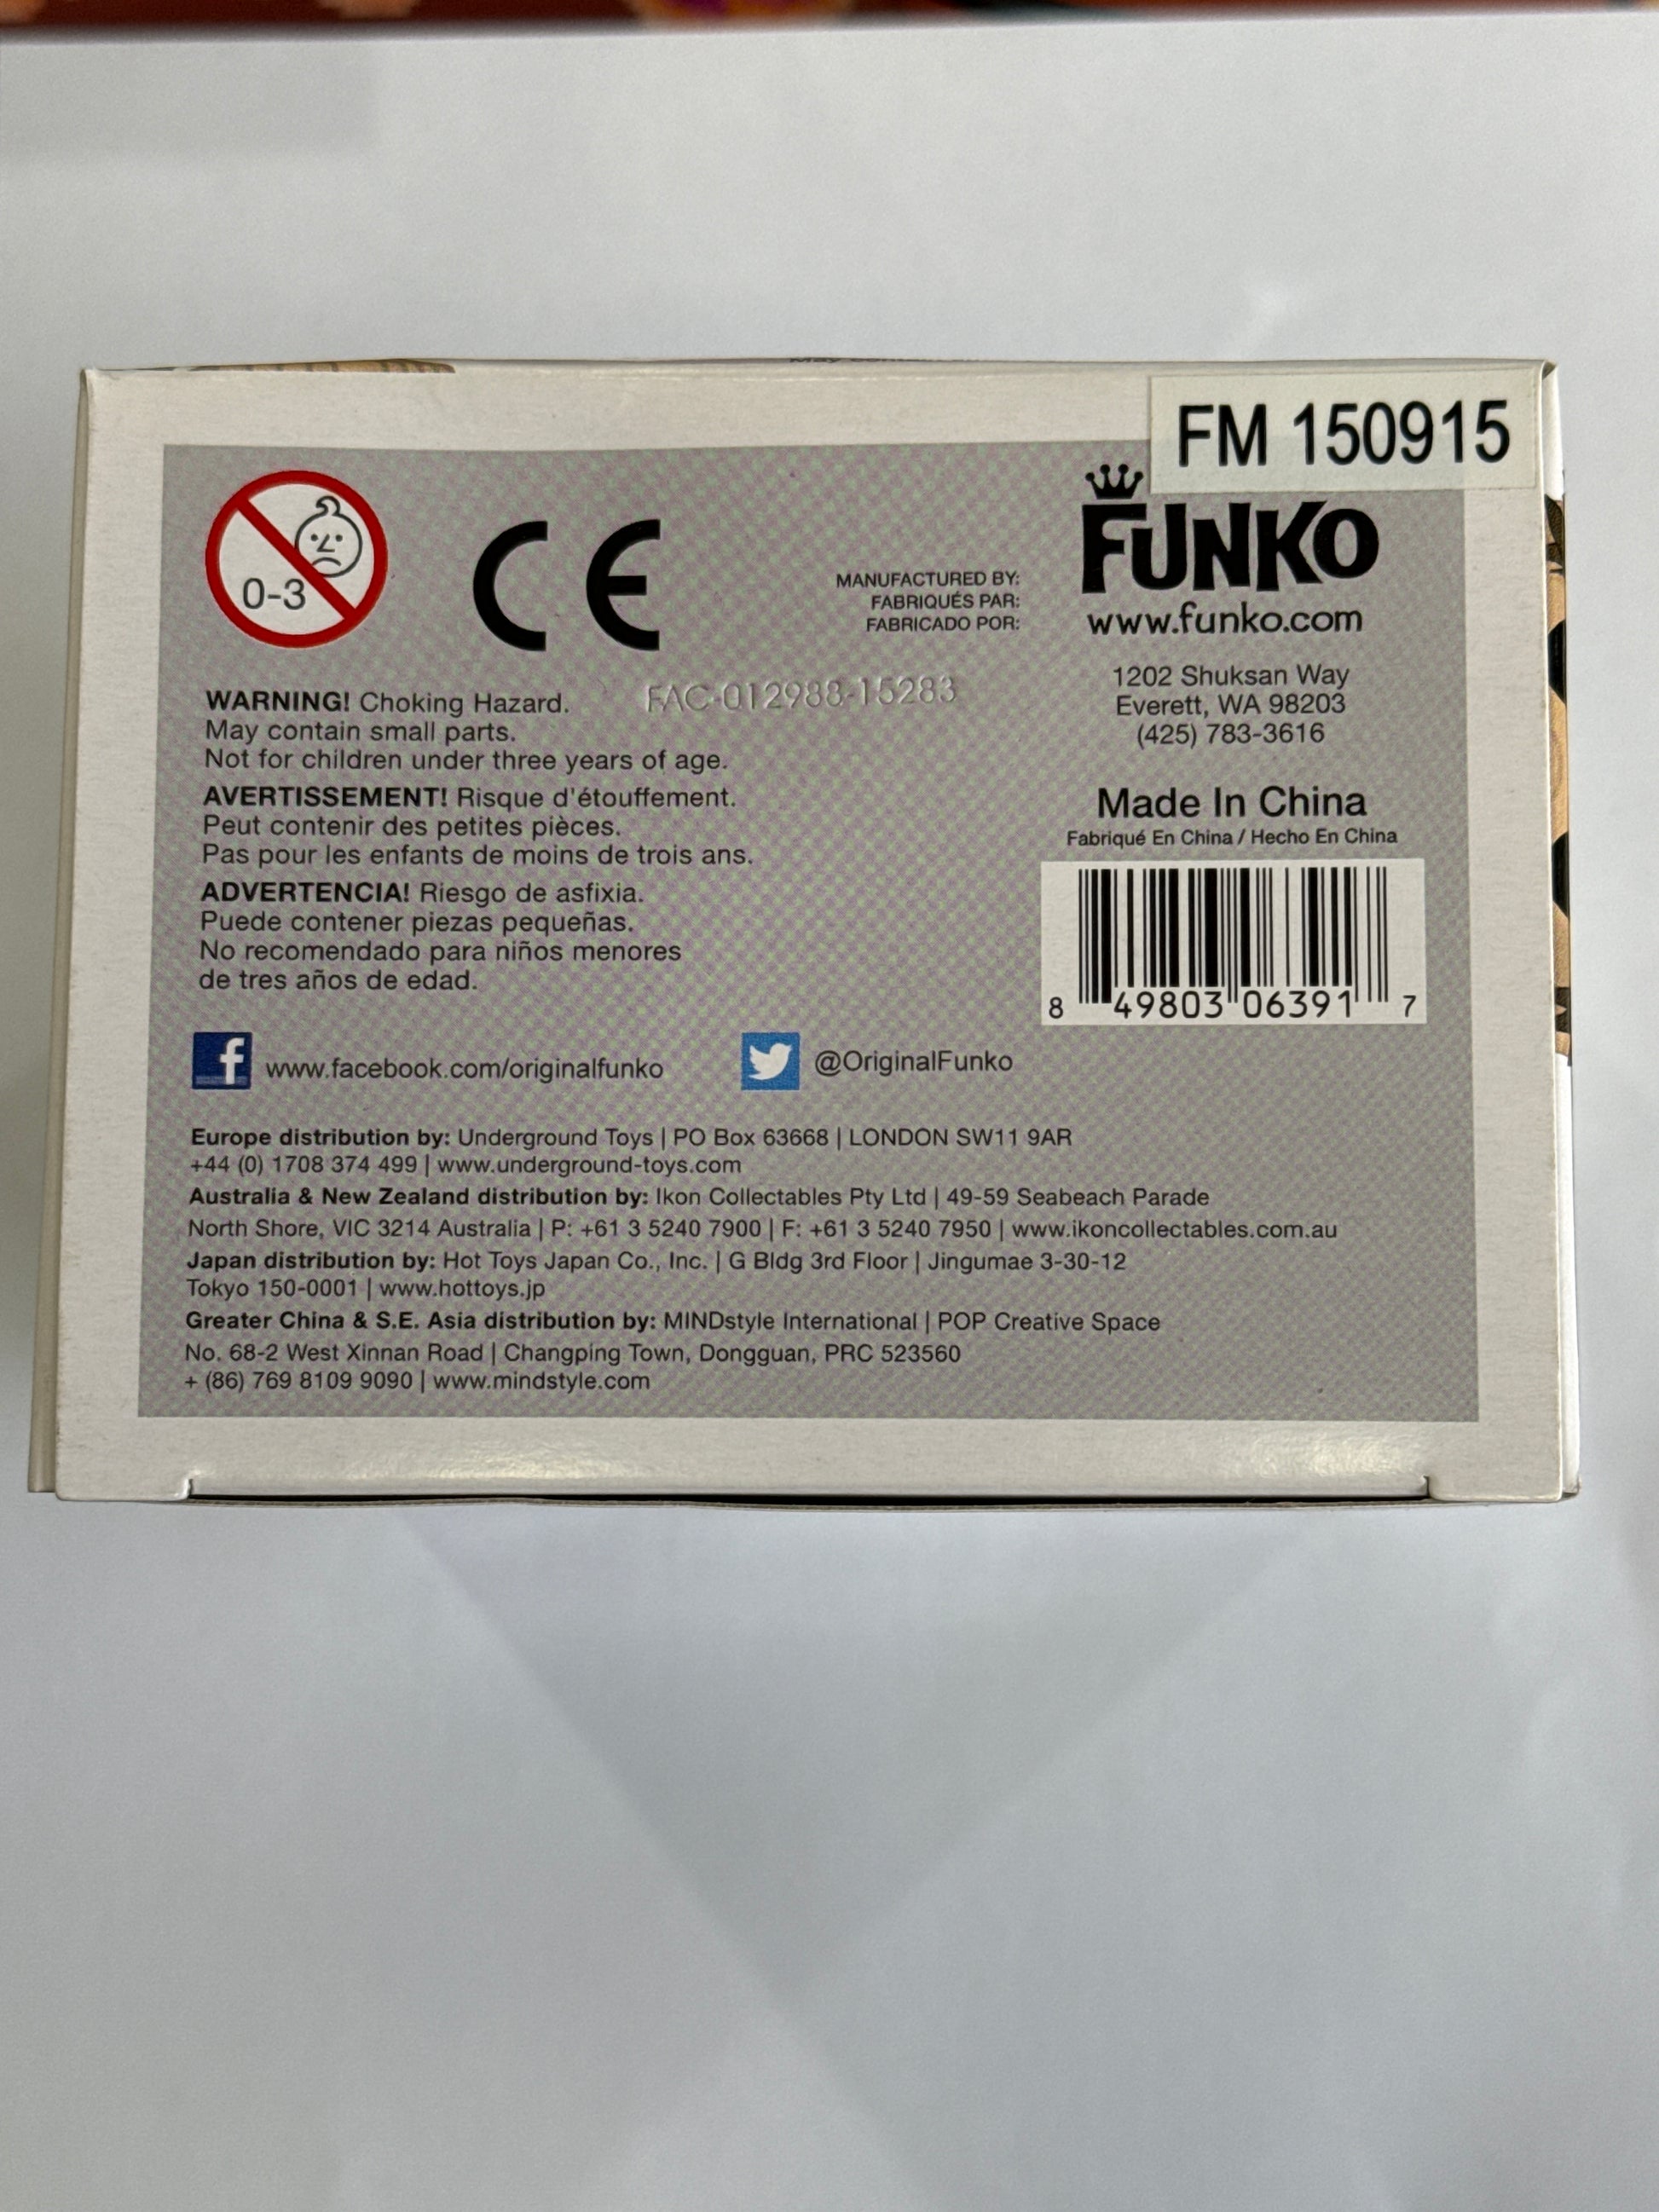 FM 150915
0-3
CE
MANUFACTURED BY:
FABRIQUÉS PAR:
FABRICADO POR:
FUNKO
www.funko.com
1202 Shuksan Way
Everett, WA 98203
(425) 783-3616
FAC-012988-15283
WARNING! Choking Hazard.
May contain small parts.
Not for children under three years of age.
AVERTISSEMENT! Risque d'étouffement.
Peut contenir des petites pièces.
Pas pour les enfants de moins de trois ans.
ADVERTENCIA! Riesgo de asfixia.
Puede contener piezas pequeñas.
No recomendado para niños menores
de tres años de edad.
Made In China
Fabriqué En China / Hecho En China
8 49803 06391 7
f www.facebook.com/originalfunko
@OriginalFunko
Europe distribution by: Underground Toys | PO Box 63668 | LONDON SW11 9AR
+44 (0) 1708 374 499 | www.underground-toys.com
Australia & New Zealand distribution by: Ikon Collectables Pty Ltd | 49-59 Seabeach Parade
North Shore, VIC 3214 Australia | P: +61 3 5240 7900 | F: +61 3 5240 7950 | www.ikoncollectables.com.au
Japan distribution by: Hot Toys Japan Co., Inc. | G Bldg 3rd Floor | Jingumae 3-30-12
Tokyo 150-0001 | www.hottoys.jp
Greater China & S.E. Asia distribution by: MINDstyle International | POP Creative Space
No. 68-2 West Xinnan Road | Changping Town, Dongguan, PRC 523560
+ (86) 769 8109 9090 | www.mindstyle.com